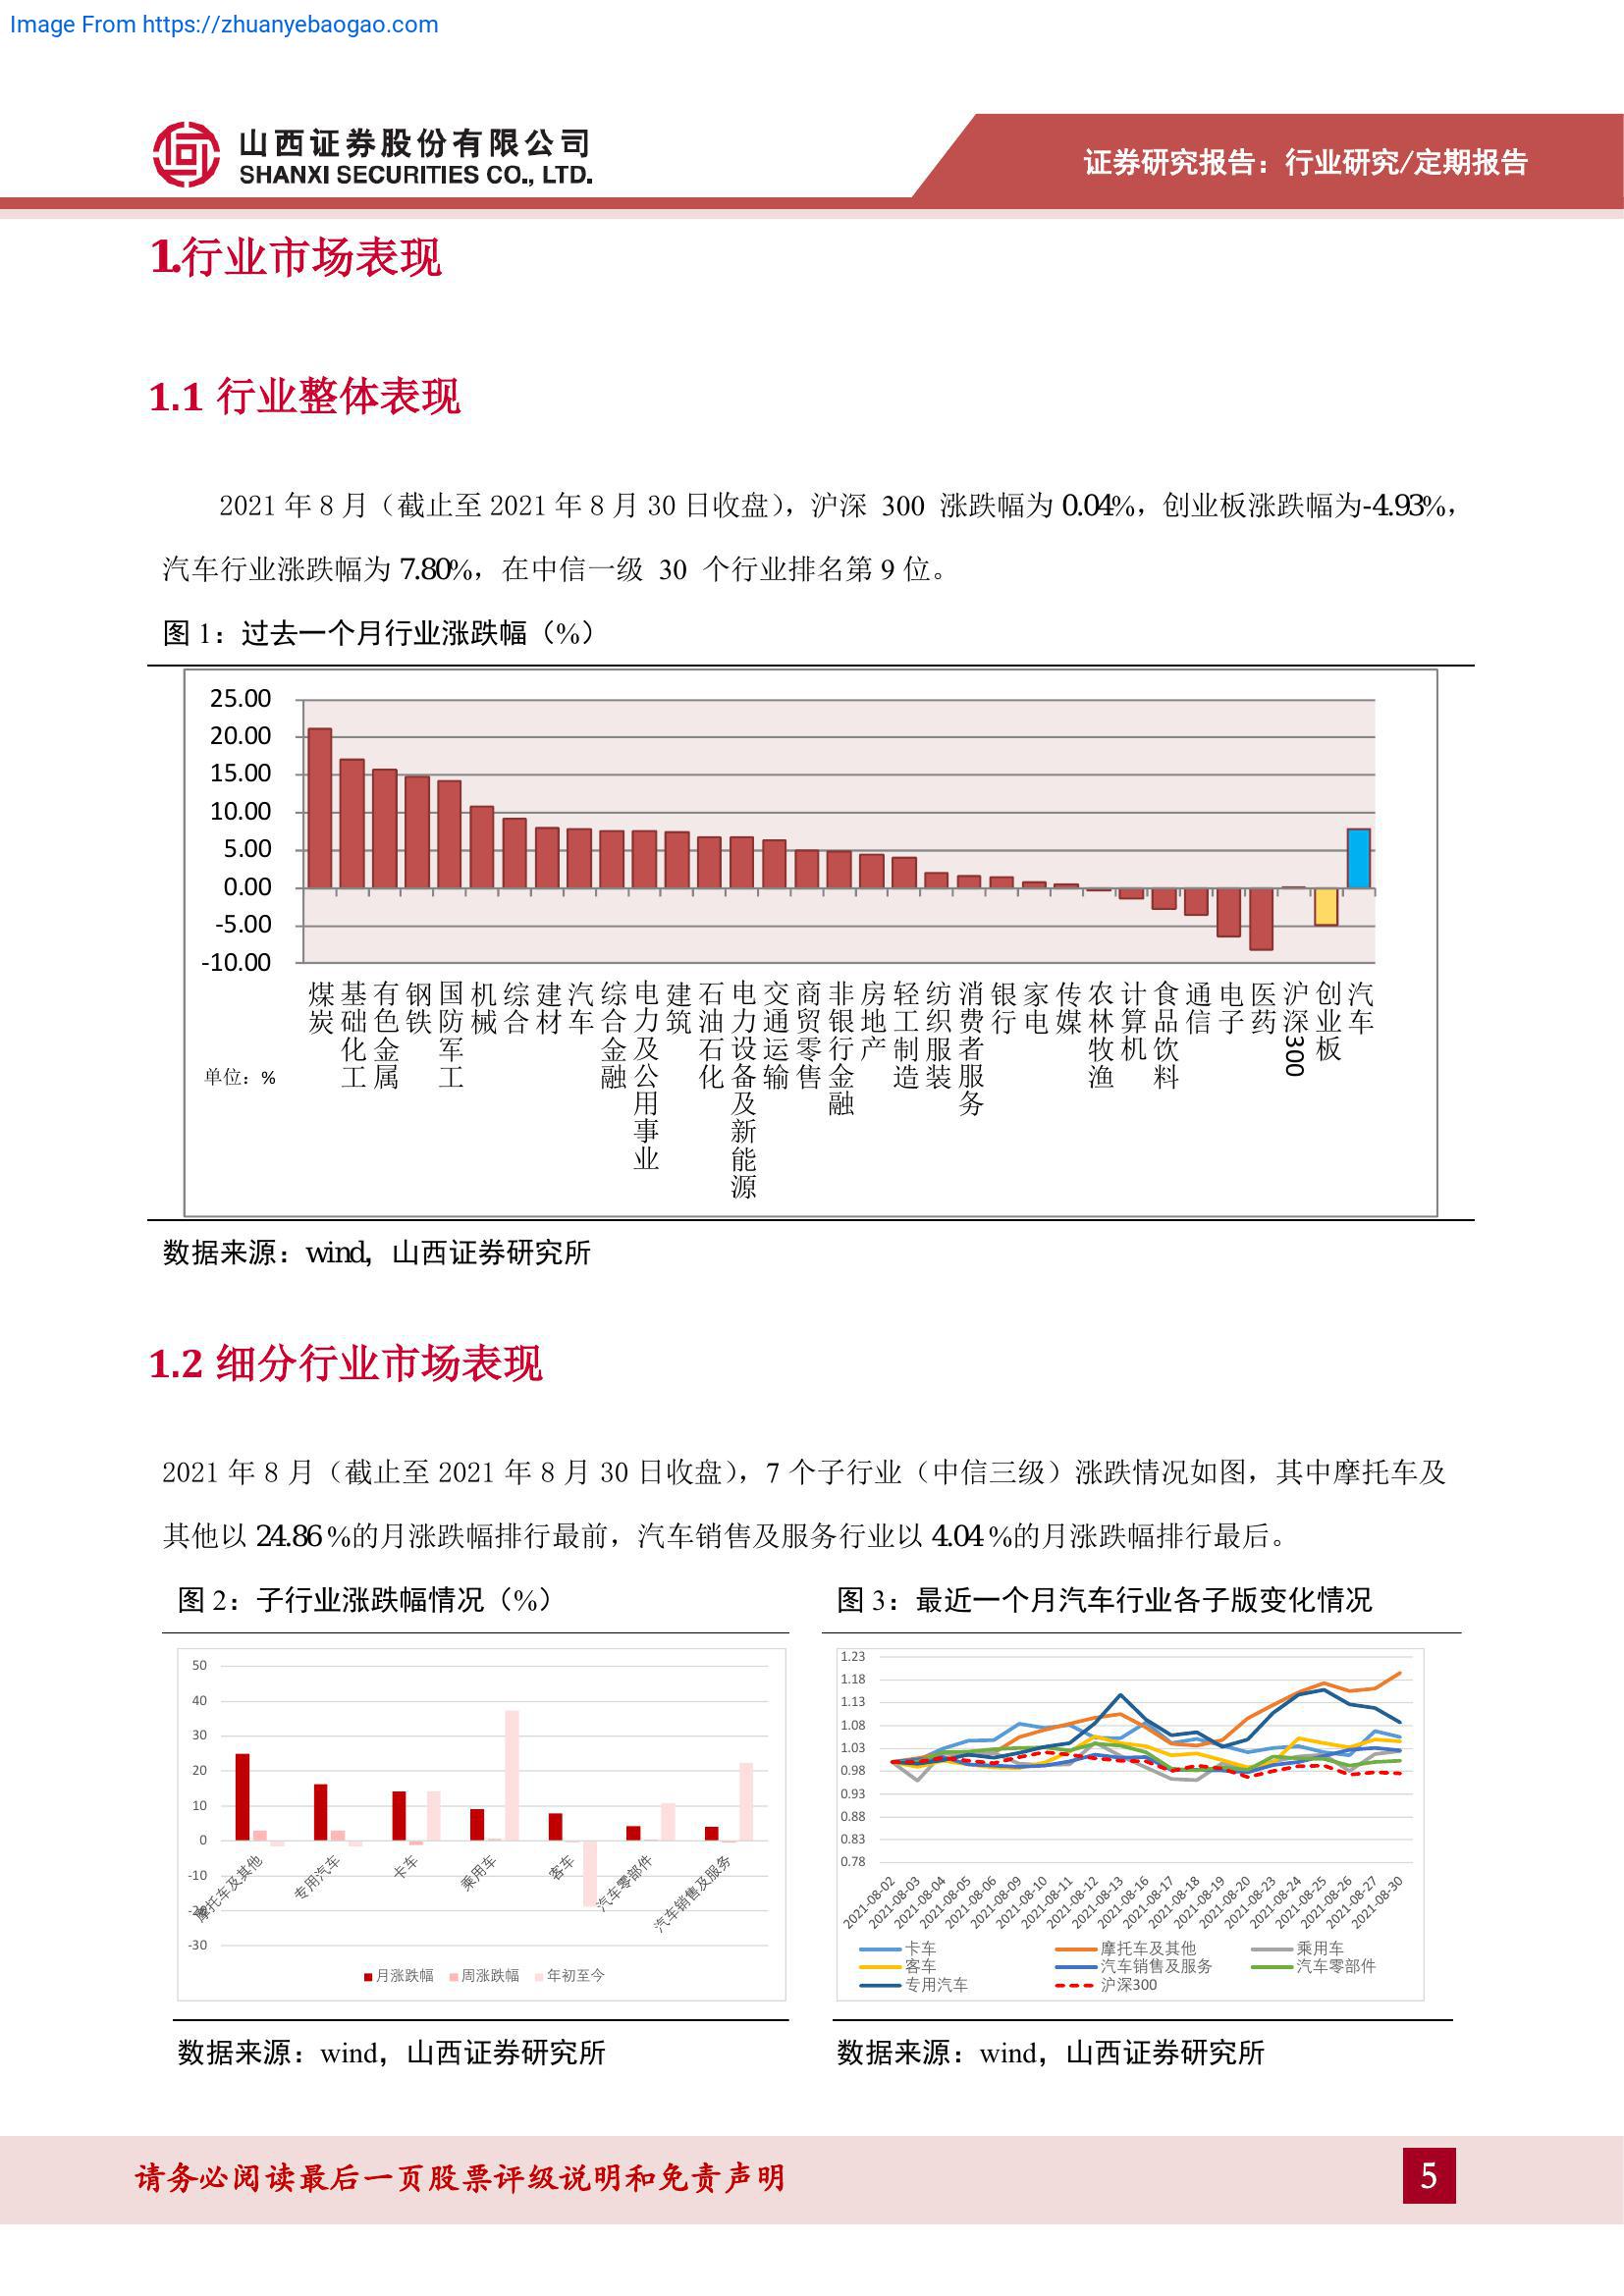 Image From https://zhuanyebaogao.com
山西证券股份有限公司
SHANXI SECURITIES CO., LTD.
证券研究报告：行业研究/定期报告
1.行业市场表现
1.1 行业整体表现
2021 年 8 月（截止至 2021 年 8 月 30 日收盘），沪深 300 涨跌幅为 0.04%，创业板涨跌幅为-4.93%，
汽车行业涨跌幅为 7.80%，在中信一级 30 个行业排名第 9 位。
图 1：过去一个月行业涨跌幅（%）
25.00
20.00
15.00
10.00
5.00
0.00
-5.00
-10.00
单位：%
煤炭
基础化工
有色金属
钢铁
国防军工
机械
综合
建材
汽车
综合金融
电力及公用事业
建筑
石油石化
电力设备及新能源
交通运输
商贸零售
非银行金融
房地产
轻工制造
纺织服装
消费者服务
银行
家电
传媒
农林牧渔
计算机
食品饮料
通信
电子
医药
沪深300
创业板
汽车
数据来源：wind，山西证券研究所
1.2 细分行业市场表现
2021 年 8 月（截止至 2021 年 8 月 30 日收盘），7 个子行业（中信三级）涨跌情况如图，其中摩托车及
其他以 24.86 %的月涨跌幅排行最前，汽车销售及服务行业以 4.04 %的月涨跌幅排行最后。
图 2：子行业涨跌幅情况（%）
50
40
30
20
10
0
-10
-20
-30
摩托车及其他
专用汽车
卡车
乘用车
客车
汽车零部件
汽车销售及服务
月涨跌幅 周涨跌幅 年初至今
数据来源：wind，山西证券研究所
图 3：最近一个月汽车行业各子版变化情况
1.23
1.18
1.13
1.08
1.03
0.98
0.93
0.88
0.83
0.78
2021-08-02
2021-08-03
2021-08-04
2021-08-05
2021-08-06
2021-08-09
2021-08-10
2021-08-11
2021-08-12
2021-08-13
2021-08-16
2021-08-17
2021-08-18
2021-08-19
2021-08-20
2021-08-23
2021-08-24
2021-08-25
2021-08-26
2021-08-27
2021-08-30
卡车 摩托车及其他 乘用车
客车 汽车销售及服务 汽车零部件
专用汽车 沪深300
数据来源：wind，山西证券研究所
请务必阅读最后一页股票评级说明和免责声明
5